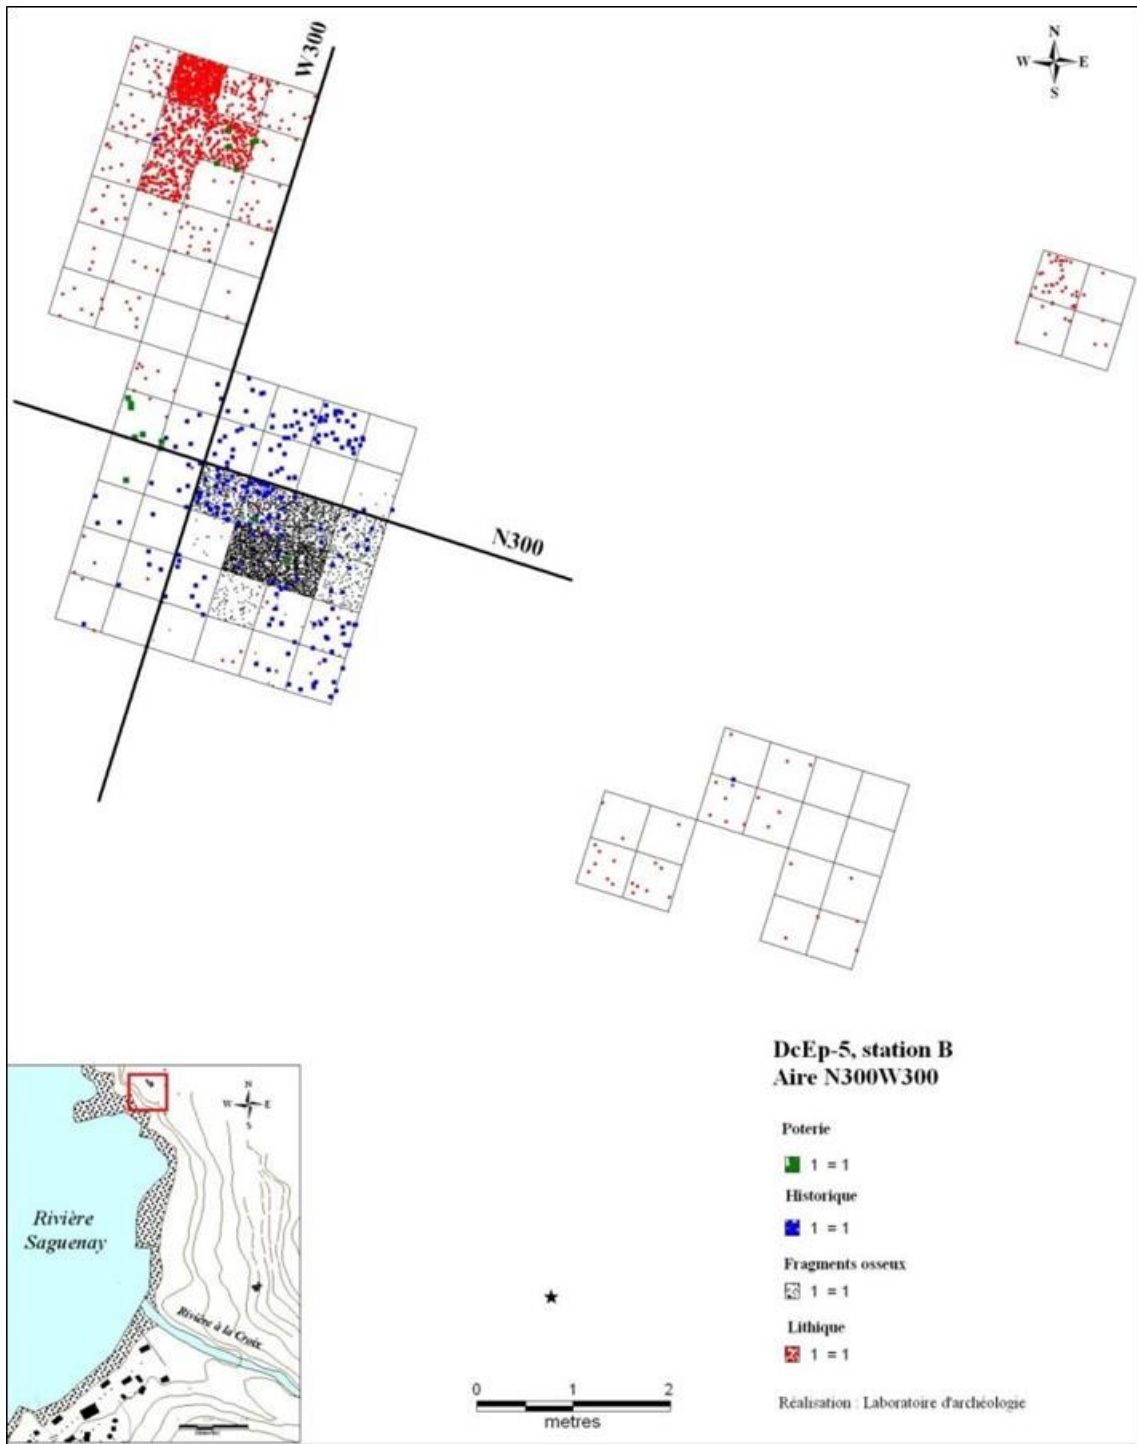 W300
N
W E
S
N300
DcEp-5, station B
Aire N300W300
Poterie
1 = 1
Historique
1 = 1
Fragments osseux
1 = 1
Lithique
1 = 1
Réalisation : Laboratoire d'archéologie
0 1 2
metres
N
W E
S
Rivière
Saguenay
Rivière à la Croix